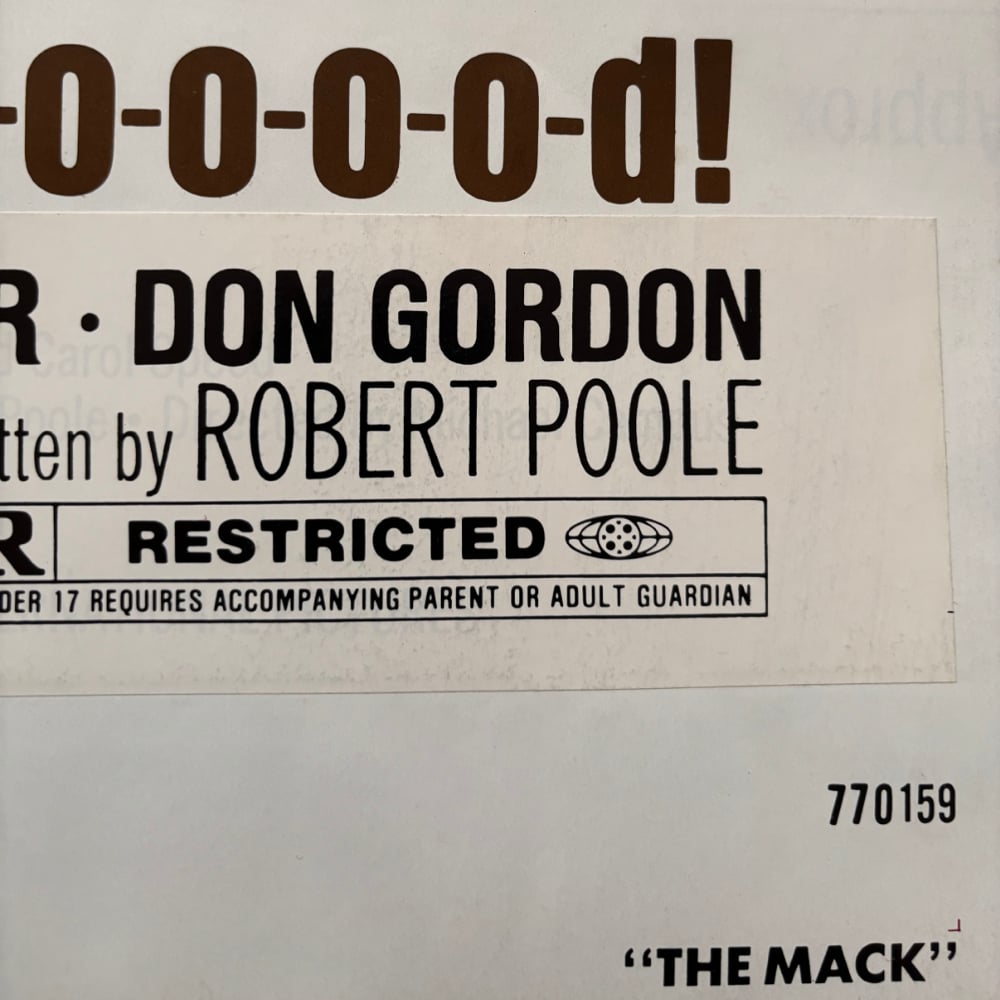 -O-O-O-O-d!
R · DON GORDON
tten by ROBERT POOLE
R RESTRICTED
DER 17 REQUIRES ACCOMPANYING PARENT OR ADULT GUARDIAN
770159
“THE MACK”